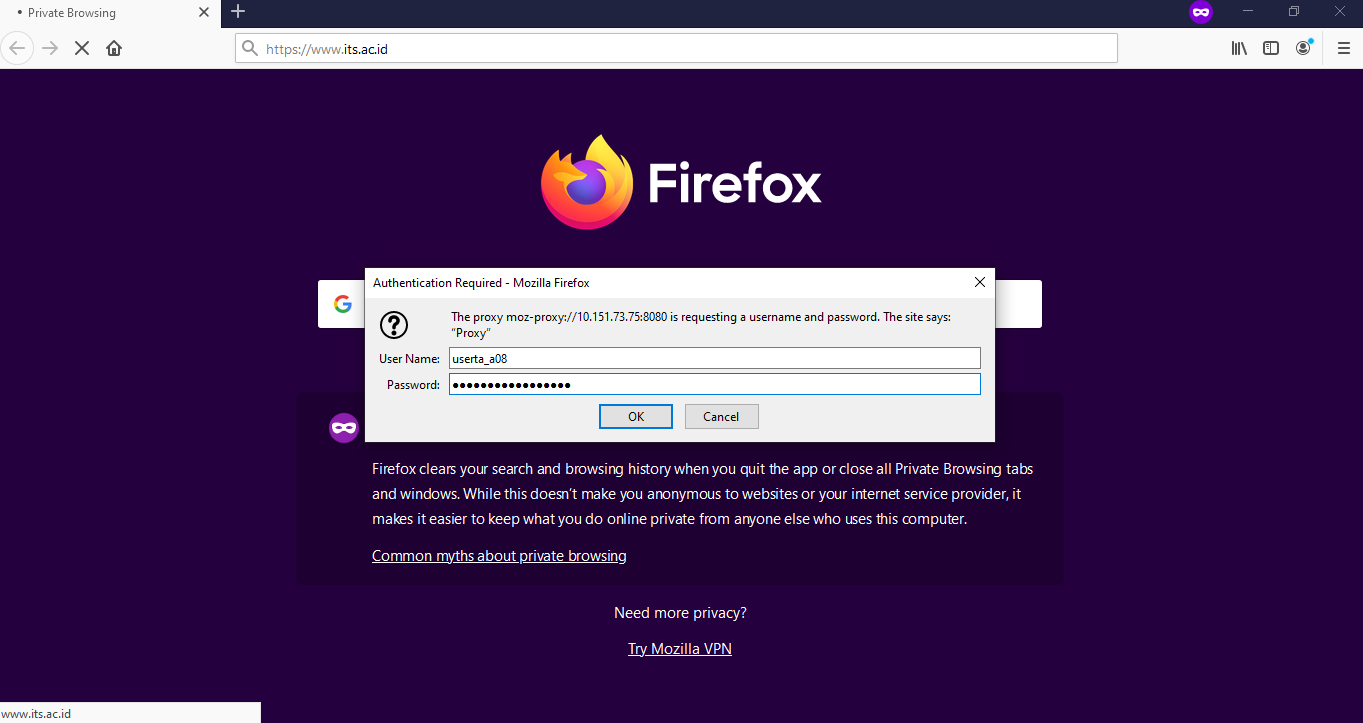 Private Browsing
https://www.its.ac.id
Firefox
Authentication Required - Mozilla Firefox
The proxy moz-proxy://10.151.73.75:8080 is requesting a username and password. The site says:
“Proxy”
User Name: userta_a08
Password: ●●●●●●●●●●●●●●●●●
OK Cancel
Firefox clears your search and browsing history when you quit the app or close all Private Browsing tabs
and windows. While this doesn’t make you anonymous to websites or your internet service provider, it
makes it easier to keep what you do online private from anyone else who uses this computer.
Common myths about private browsing
Need more privacy?
Try Mozilla VPN
www.its.ac.id